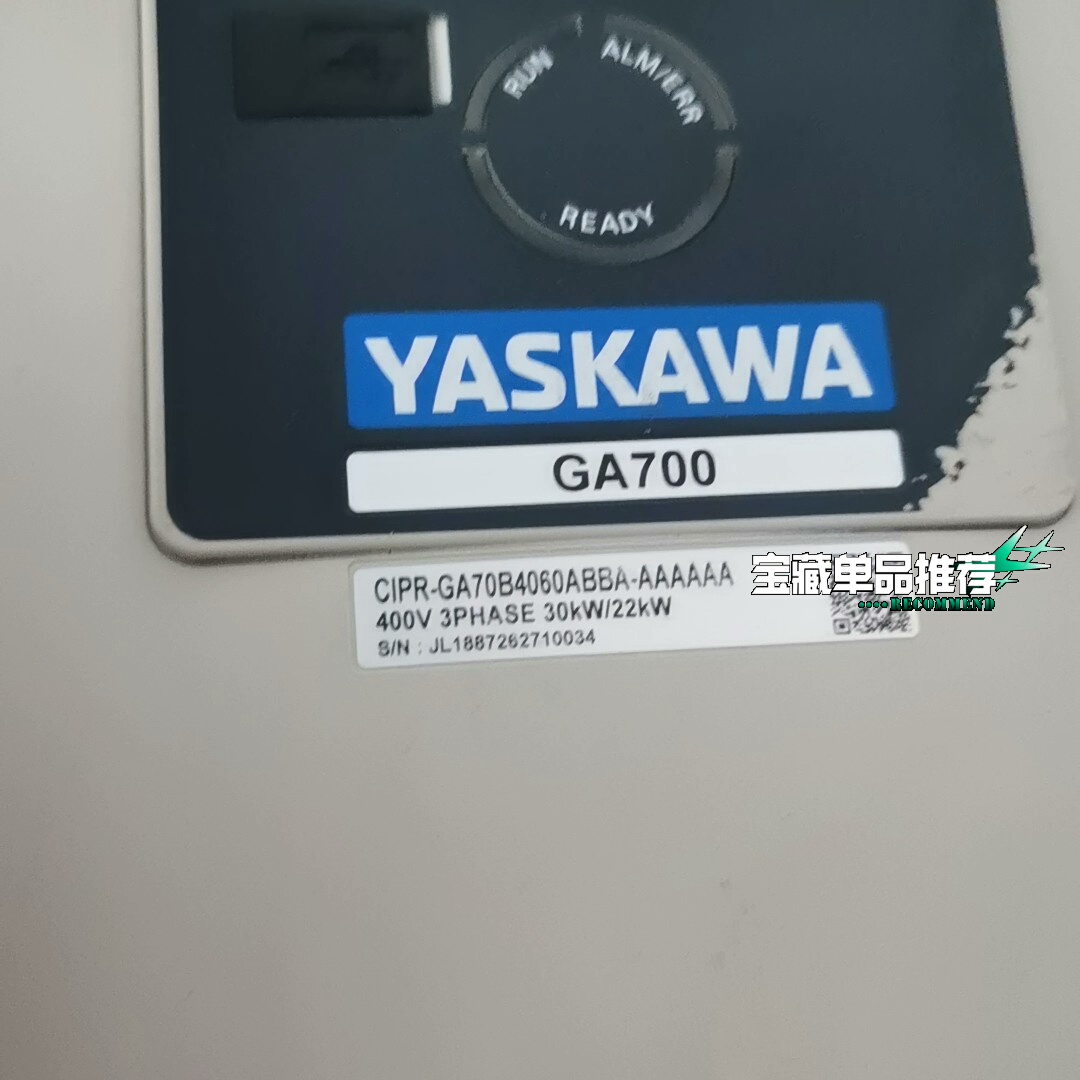 RUN
ALM/ERR
READY
YASKAWA
GA700
CIPR-GA70B4060ABBA-AAAAAA
400V 3PHASE 30kW/22kW
S/N : JL1887262710034
宝藏单品推荐
RECOMMEND